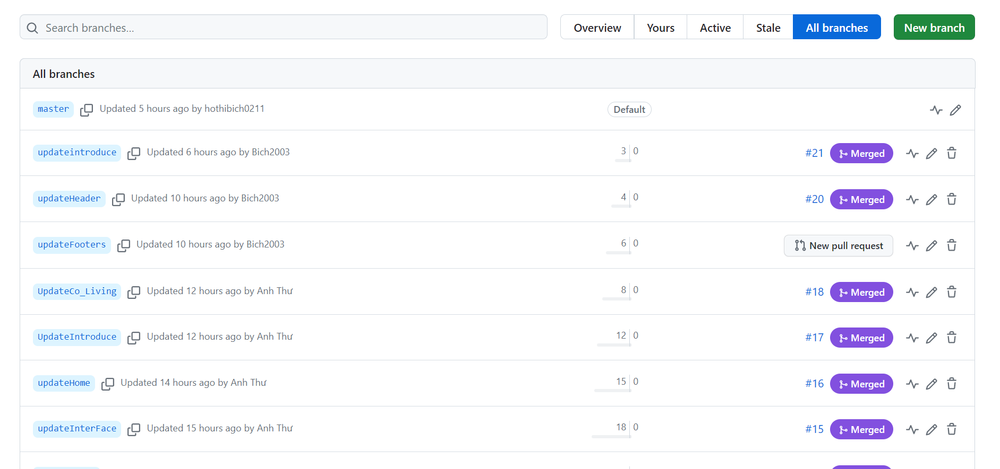 Search branches...
Overview Yours Active Stale All branches New branch
All branches
master Updated 5 hours ago by hothibich0211 Default
updateintroduce Updated 6 hours ago by Bich2003 3 0 #21 Merged
updateHeader Updated 10 hours ago by Bich2003 4 0 #20 Merged
updateFooters Updated 10 hours ago by Bich2003 6 0 New pull request
UpdateCo_Living Updated 12 hours ago by Anh Thư 8 0 #18 Merged
UpdateIntroduce Updated 12 hours ago by Anh Thư 12 0 #17 Merged
updateHome Updated 14 hours ago by Anh Thư 15 0 #16 Merged
updateInterFace Updated 15 hours ago by Anh Thư 18 0 #15 Merged